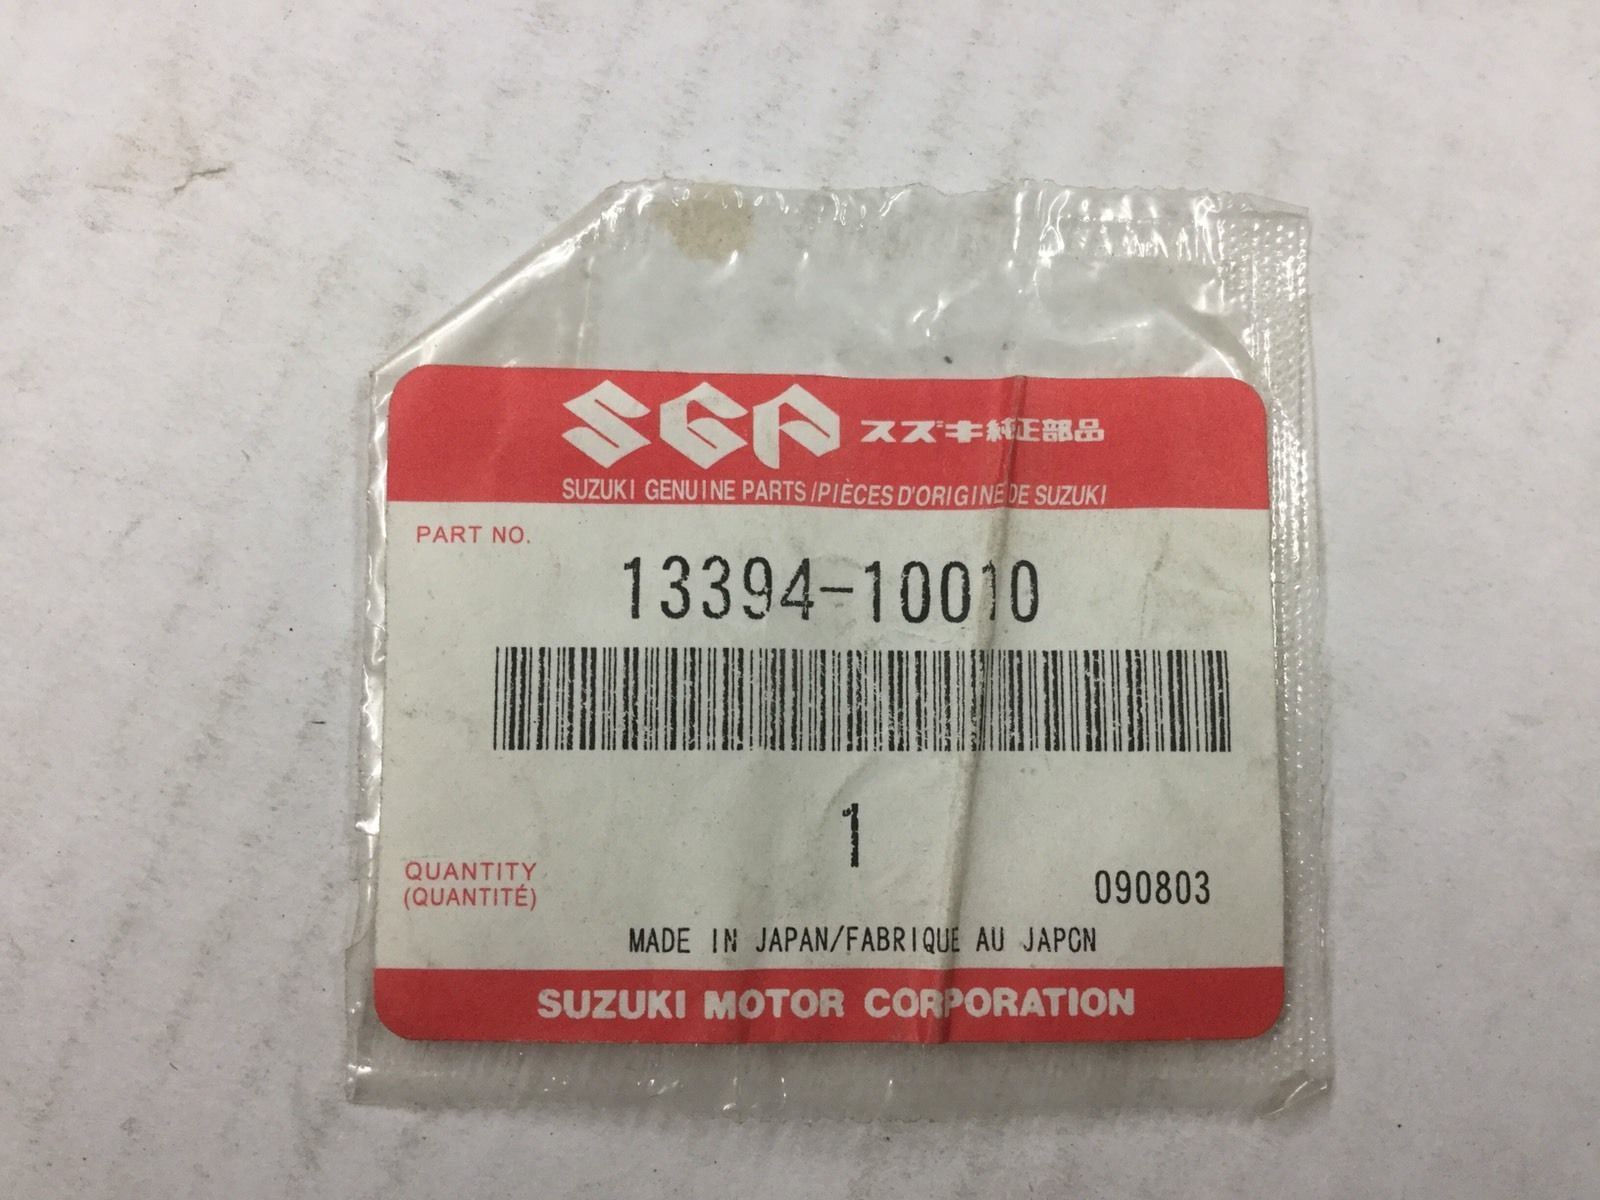 SGP スズキ純正部品
SUZUKI GENUINE PARTS/PIÈCES D'ORIGINE DE SUZUKI
PART NO.
13394-10010
1
QUANTITY
(QUANTITÉ)
090803
MADE IN JAPAN/FABRIQUE AU JAPON
SUZUKI MOTOR CORPORATION